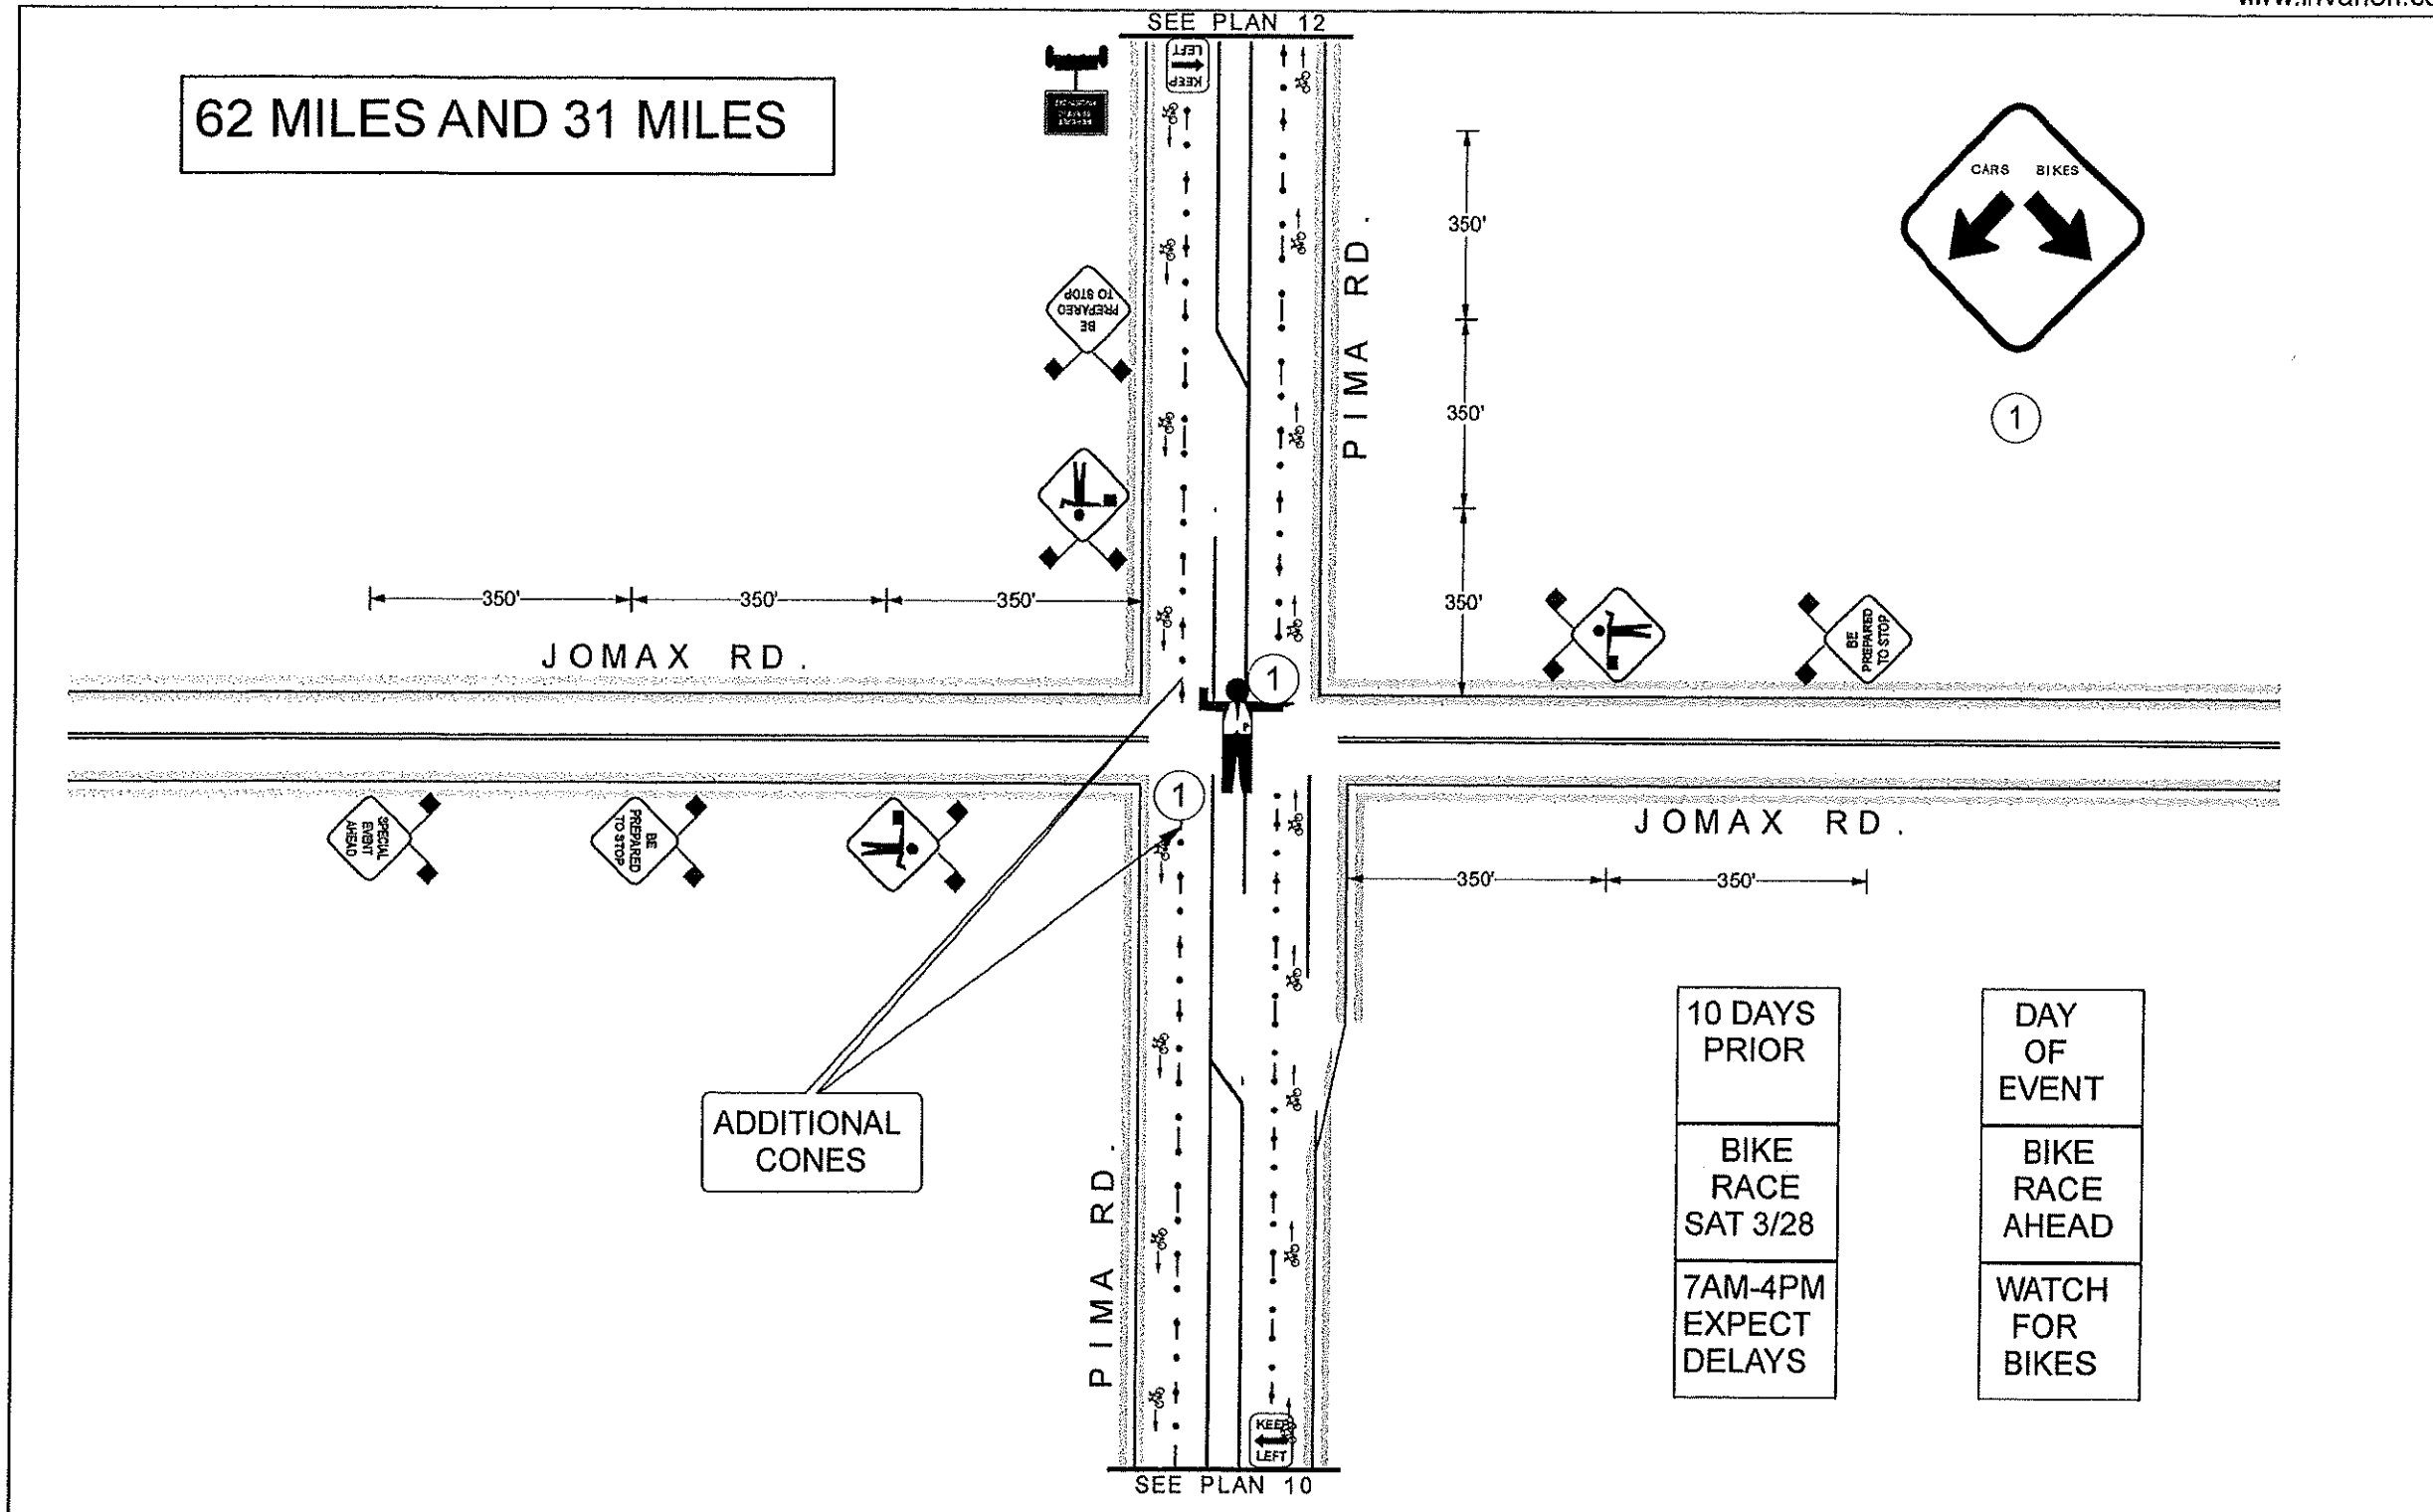 SEE PLAN 12
KEEP
LEFT
62 MILES AND 31 MILES
CARS BIKES
1
BE
PREPARED
TO STOP
PIMA RD.
350'
350'
350'
350'
350'
350'
JOMAX RD.
BE
PREPARED
TO STOP
1
1
SPECIAL
EVENT
AHEAD
BE
PREPARED
TO STOP
JOMAX RD.
350'
350'
ADDITIONAL
CONES
PIMA RD.
10 DAYS
PRIOR
BIKE
RACE
SAT 3/28
7AM-4PM
EXPECT
DELAYS
DAY
OF
EVENT
BIKE
RACE
AHEAD
WATCH
FOR
BIKES
KEEP
LEFT
SEE PLAN 10